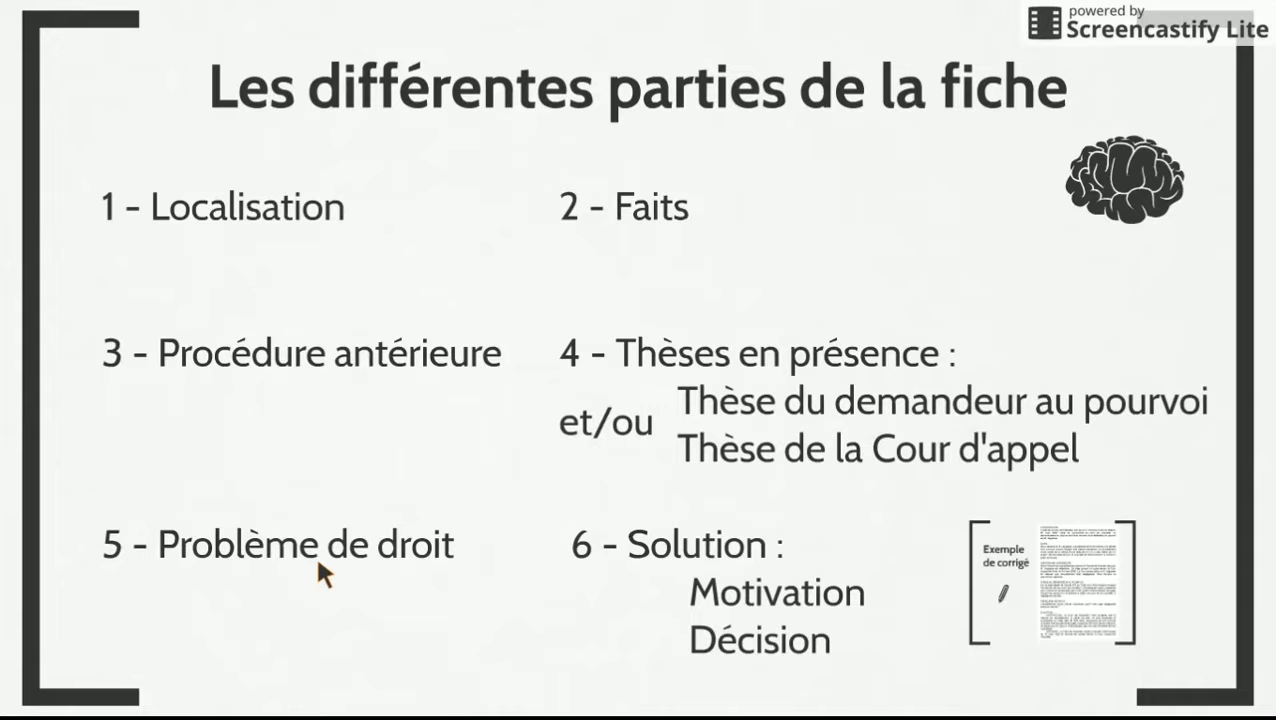 powered by
Screencastify Lite
Les différentes parties de la fiche
1 - Localisation
2 - Faits
3 - Procédure antérieure
4 - Thèses en présence :
et/ou
Thèse du demandeur au pourvoi
Thèse de la Cour d'appel
5 - Problème de droit
6 - Solution :
Motivation
Décision
Exemple
de corrigé